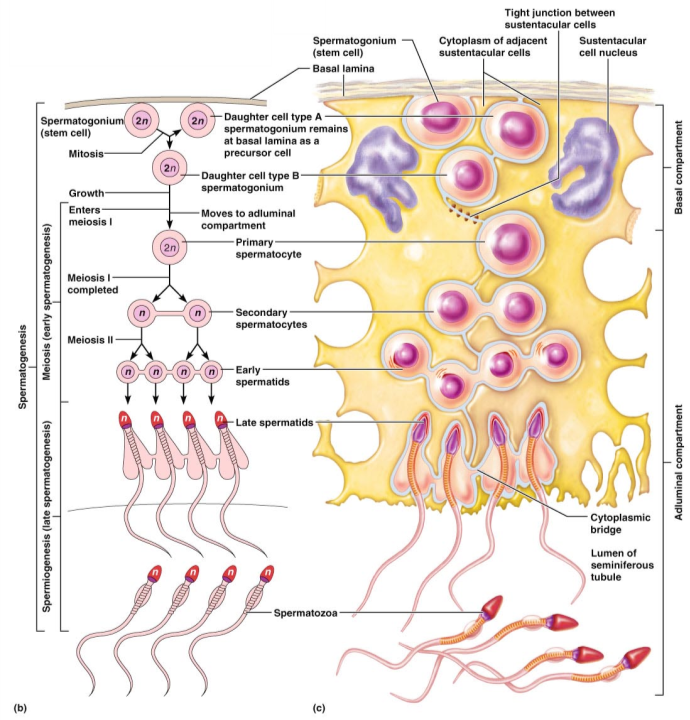 Tight junction between
sustentacular cells
Spermatogonium
(stem cell)
Cytoplasm of adjacent
sustentacular cells
Sustentacular
cell nucleus
Basal lamina
Spermatogonium
(stem cell)
2n
2n
Daughter cell type A
spermatogonium remains
at basal lamina as a
precursor cell
Mitosis
2n
Daughter cell type B
spermatogonium
Growth
Enters
meiosis I
Moves to adluminal
compartment
2n
Primary
spermatocyte
Meiosis I
completed
n
n
Secondary
spermatocytes
Meiosis II
n
n
n
n
Early
spermatids
n
n
n
n
Late spermatids
Cytoplasmic
bridge
Lumen of
seminiferous
tubule
n
n
n
n
Spermatozoa
Spermatogenesis
Meiosis (early spermatogenesis)
Spermiogenesis (late spermatogenesis)
Basal compartment
Adluminal compartment
(b)
(c)